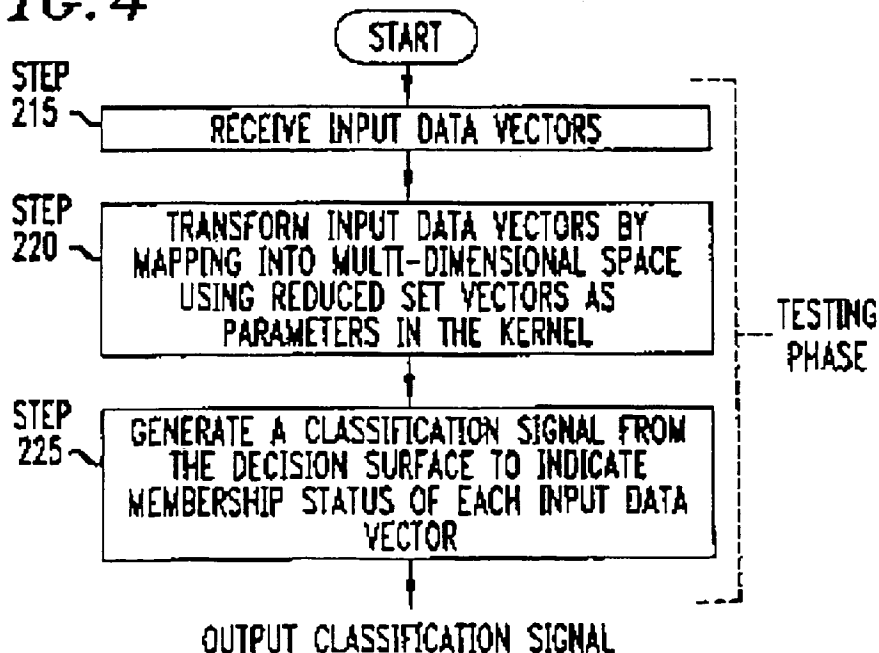 FIG. 4
START
STEP
215
RECEIVE INPUT DATA VECTORS
STEP
220
TRANSFORM INPUT DATA VECTORS BY
MAPPING INTO MULTI-DIMENSIONAL SPACE
USING REDUCED SET VECTORS AS
PARAMETERS IN THE KERNEL
TESTING
PHASE
STEP
225
GENERATE A CLASSIFICATION SIGNAL FROM
THE DECISION SURFACE TO INDICATE
MEMBERSHIP STATUS OF EACH INPUT DATA
VECTOR
OUTPUT CLASSIFICATION SIGNAL